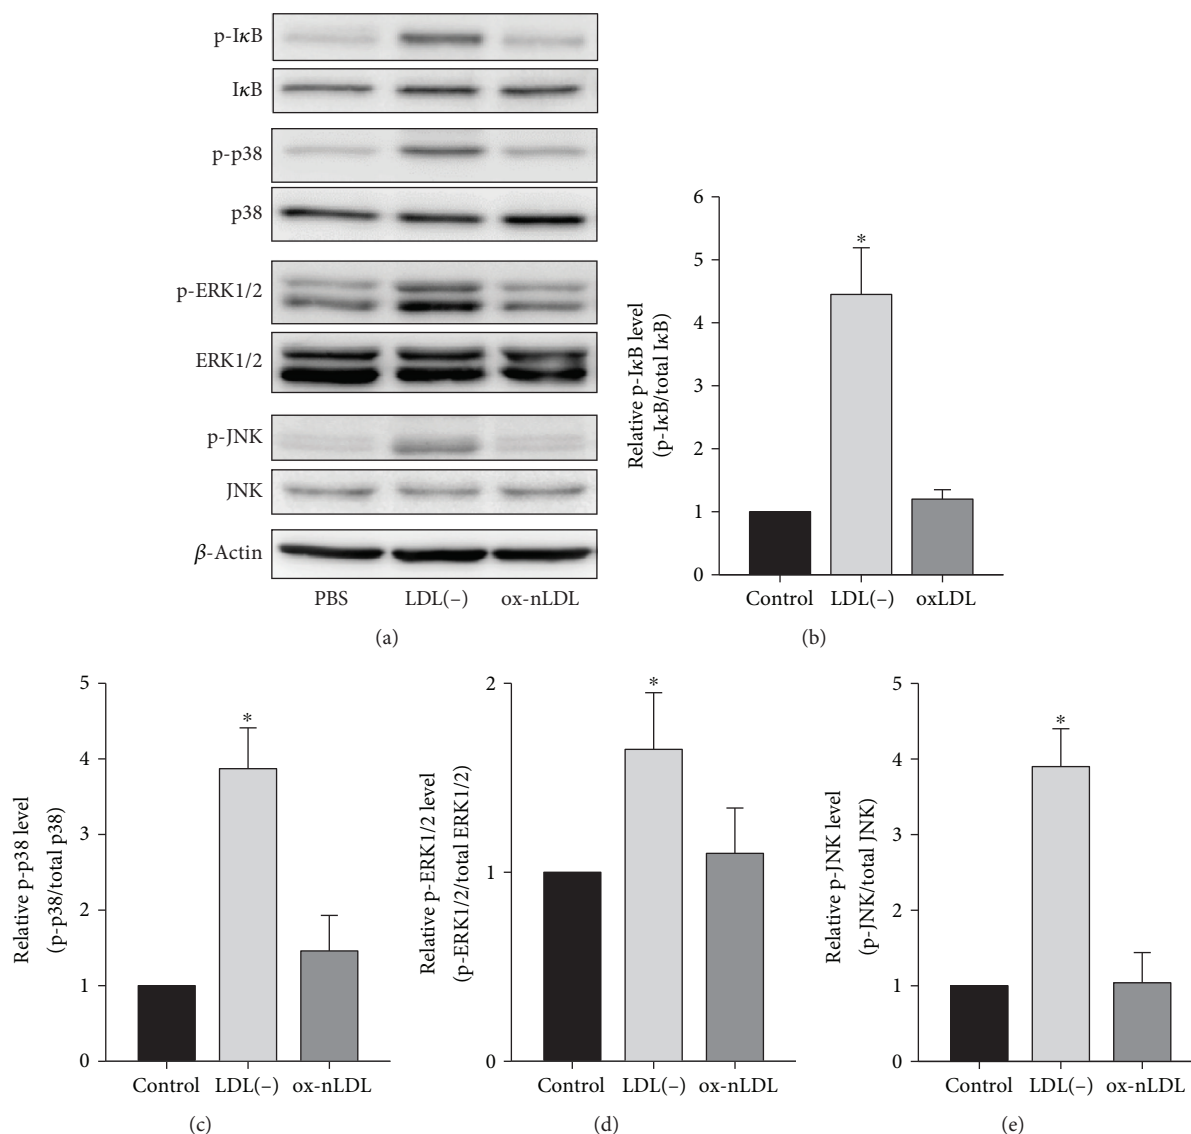 p-IκB
IκB
p-p38
p38
p-ERK1/2
ERK1/2
p-JNK
JNK
β-Actin
PBS LDL(–) ox-nLDL
(a)
Relative p-IκB level
(p-IκB/total IκB)
6
5
4
3
2
1
0
*
Control LDL(–) oxLDL
(b)
Relative p-p38 level
(p-p38/total p38)
5
4
3
2
1
0
*
Control LDL(–) ox-nLDL
(c)
Relative p-ERK1/2 level
(p-ERK1/2/total ERK1/2)
2
1
0
*
Control LDL(–) ox-nLDL
(d)
Relative p-JNK level
(p-JNK/total JNK)
5
4
3
2
1
0
*
Control LDL(–) ox-nLDL
(e)